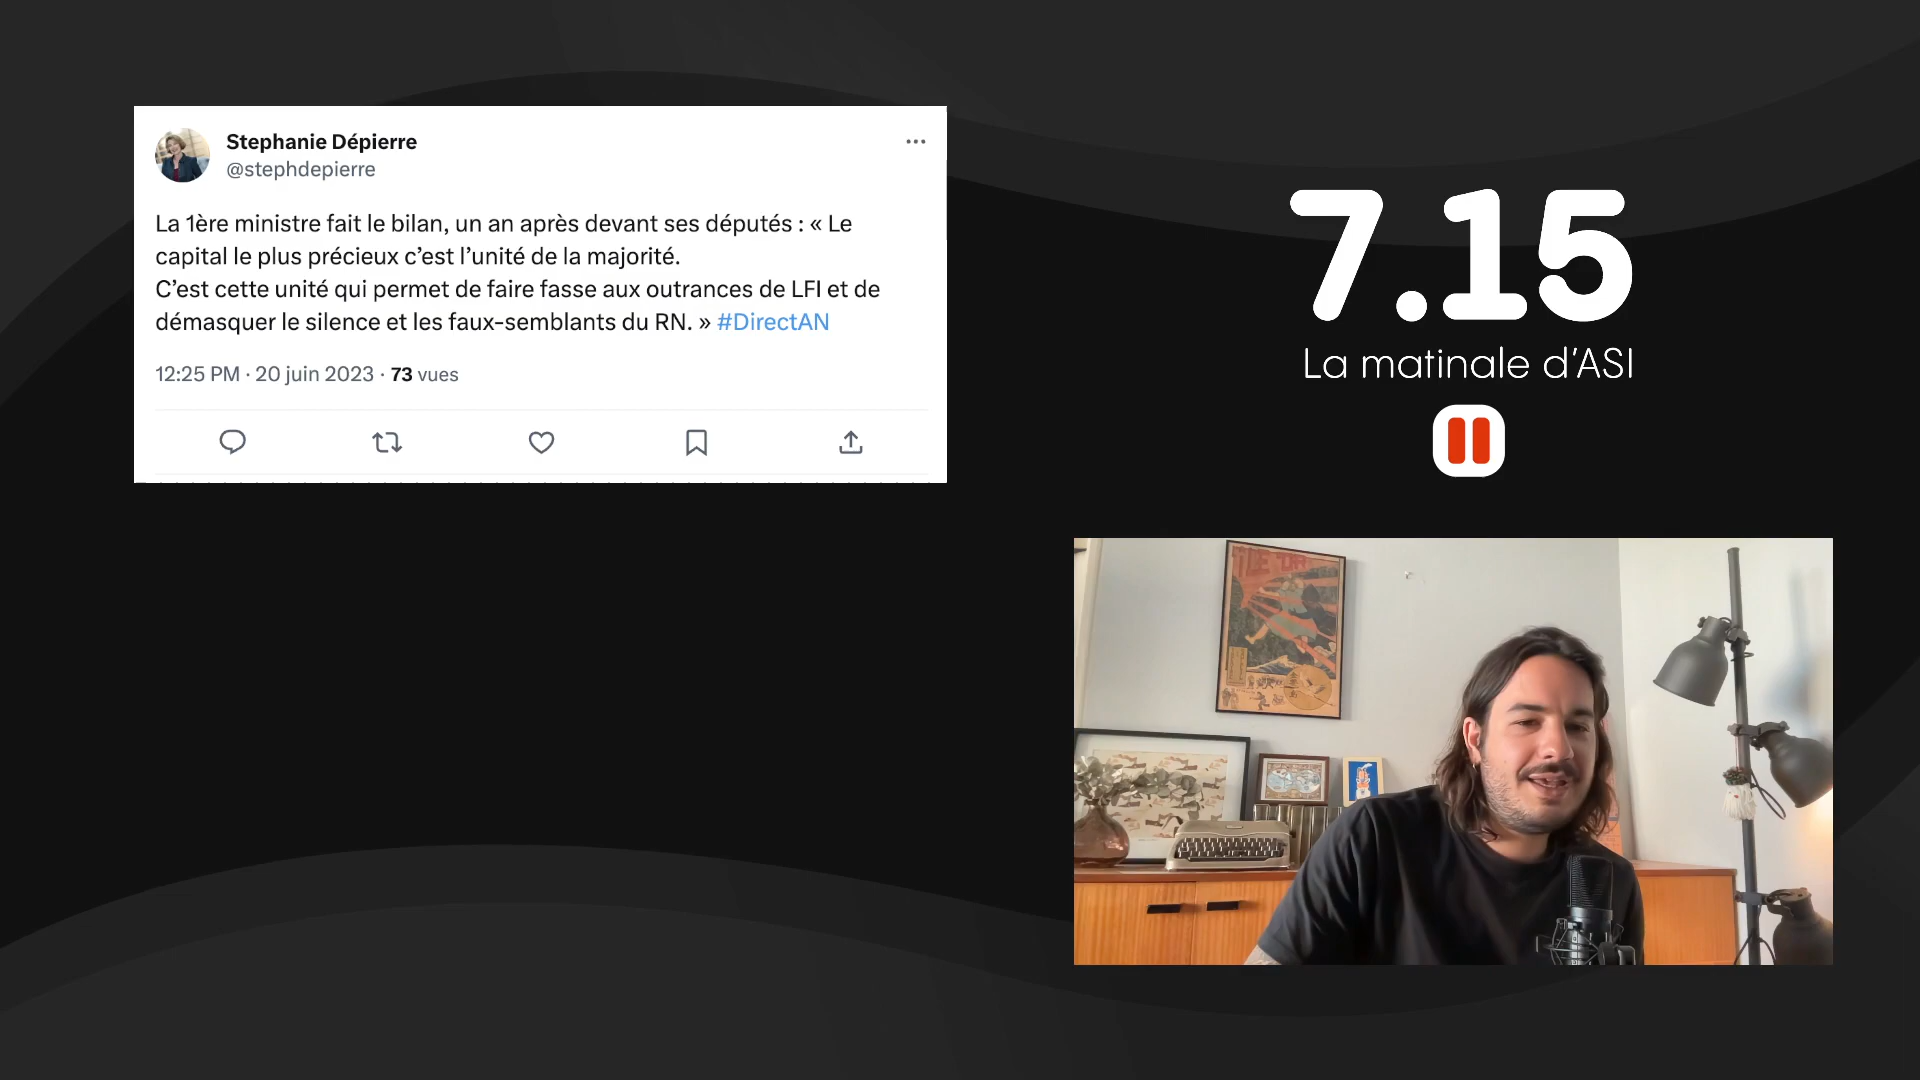 Stephanie Dépierre
@stephdepierre
La 1ère ministre fait le bilan, un an après devant ses députés : « Le
capital le plus précieux c’est l’unité de la majorité.
C’est cette unité qui permet de faire fasse aux outrances de LFI et de
démasquer le silence et les faux-semblants du RN. » #DirectAN
12:25 PM · 20 juin 2023 · 73 vues
7.15
La matinale d’ASI